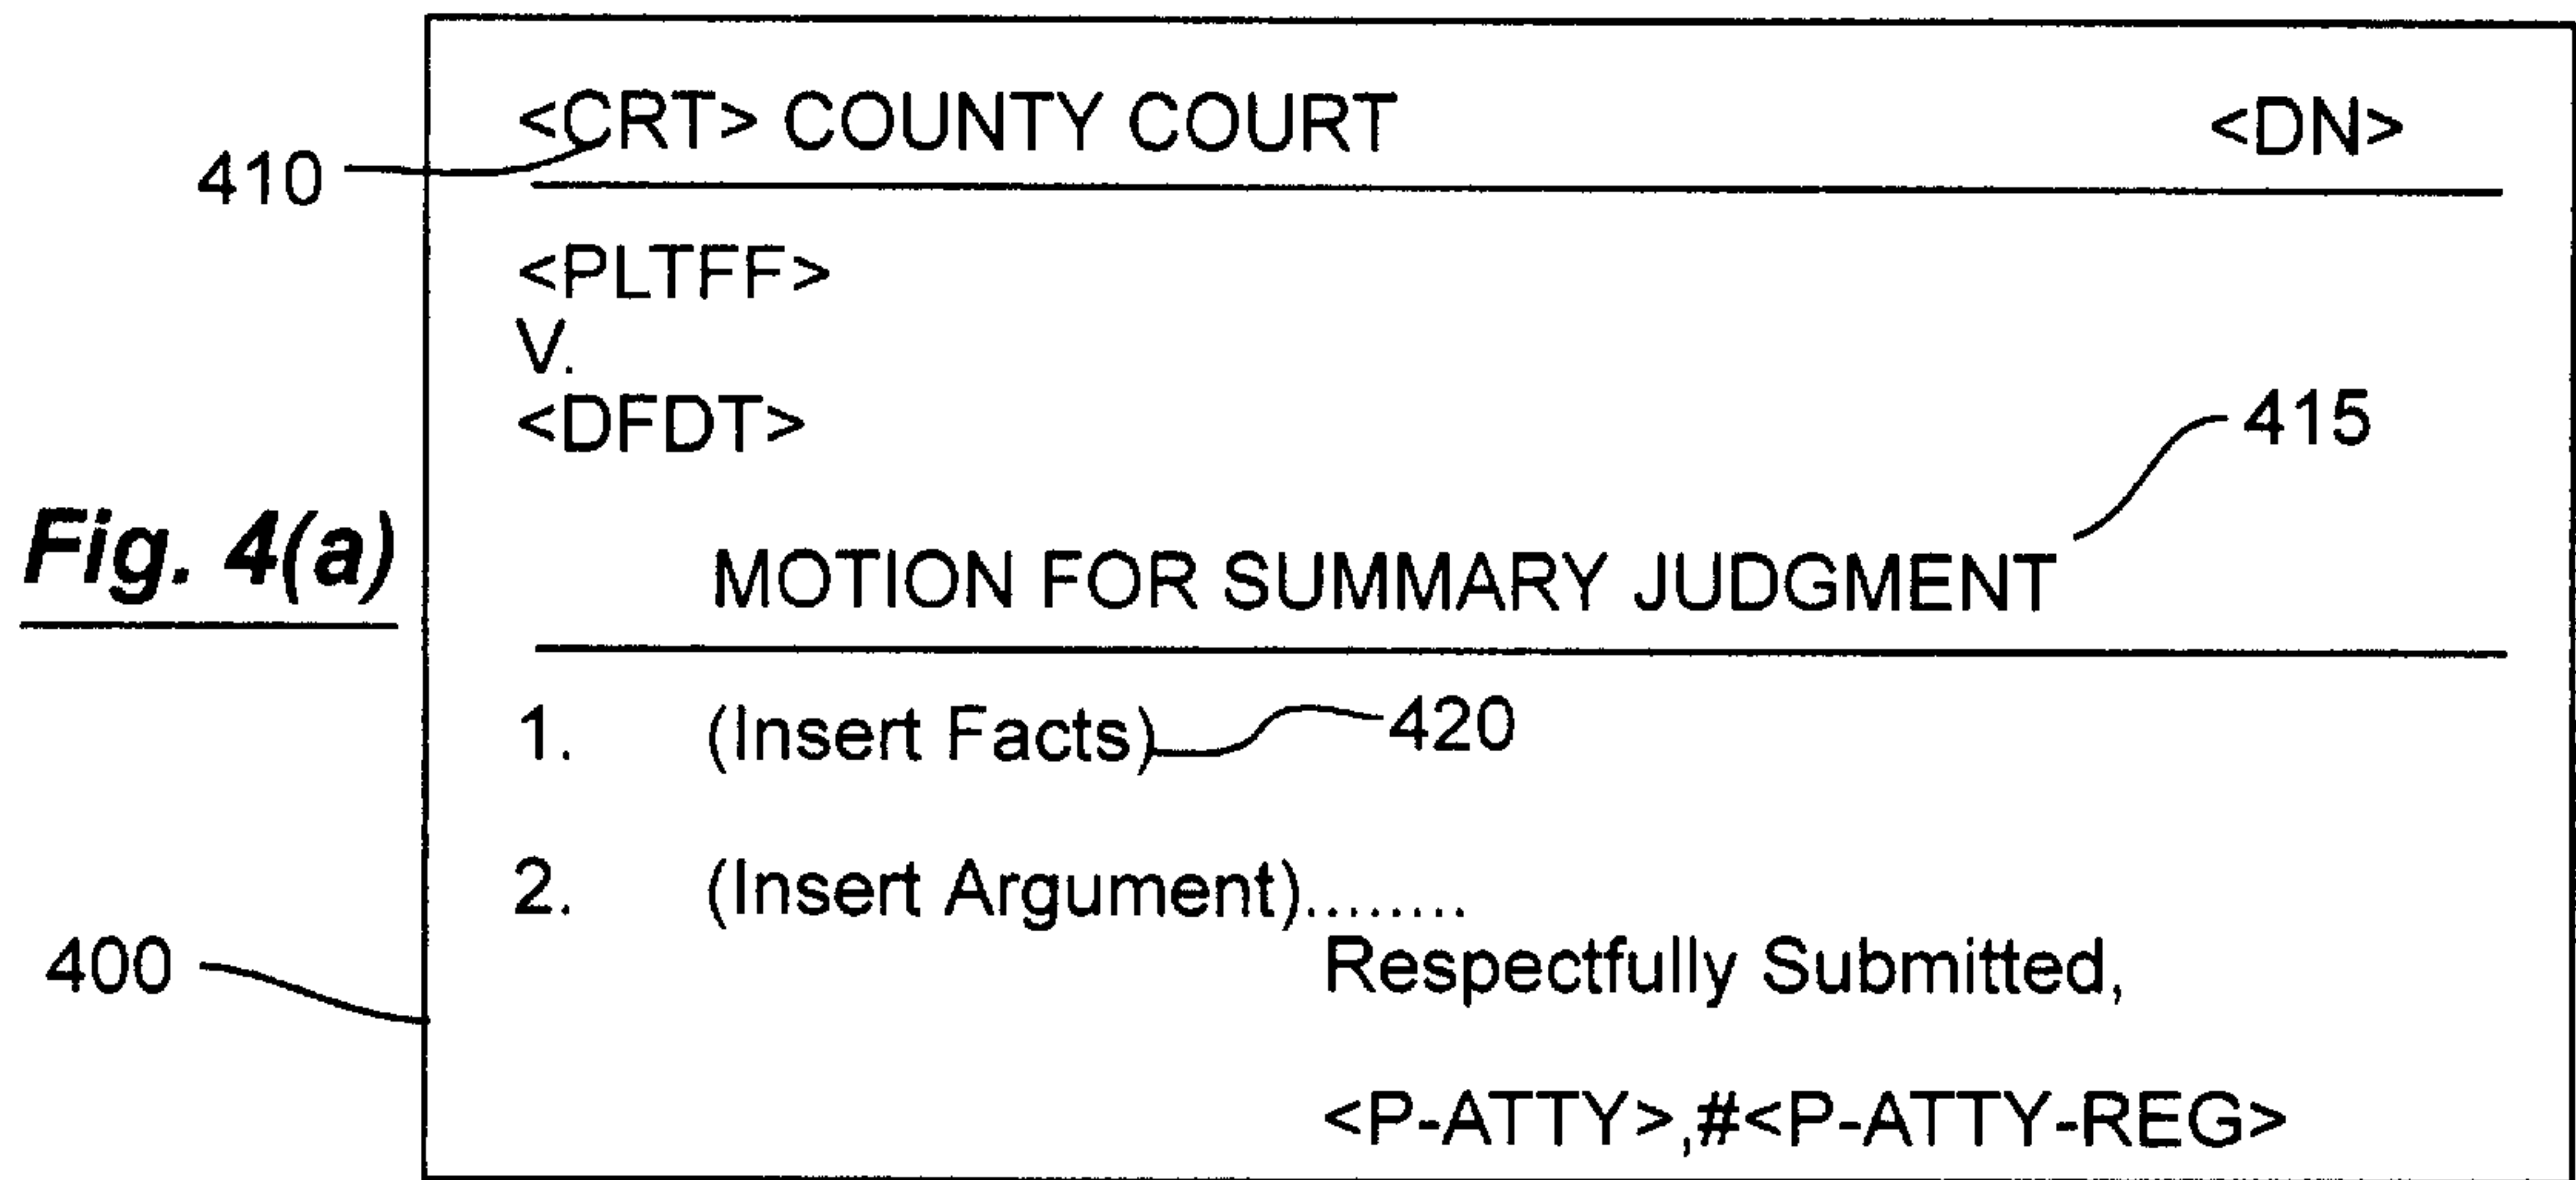 <CRT> COUNTY COURT <DN>
410
<PLTFF>
V.
<DFDT>
415
Fig. 4(a)
MOTION FOR SUMMARY JUDGMENT
1. (Insert Facts) 420
2. (Insert Argument)........
Respectfully Submitted,
400
<P-ATTY>,#<P-ATTY-REG>